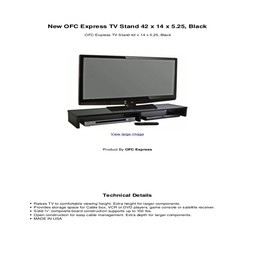 New OFC Express TV Stand 42 x 14 x 5.25, Black
OFC Express TV Stand 42 x 14 x 5.25, Black
View large image
Product By OFC Express
Technical Details
Raises TV to comfortable viewing height. Extra height for larger components.
Provides storage space for Cable box, VCR or DVD players, game console or satellite receiver.
Solid ¾" composite board construction supports up to 100 lbs.
Open construction for easy cable management. Extra depth for larger components.
MADE IN USA